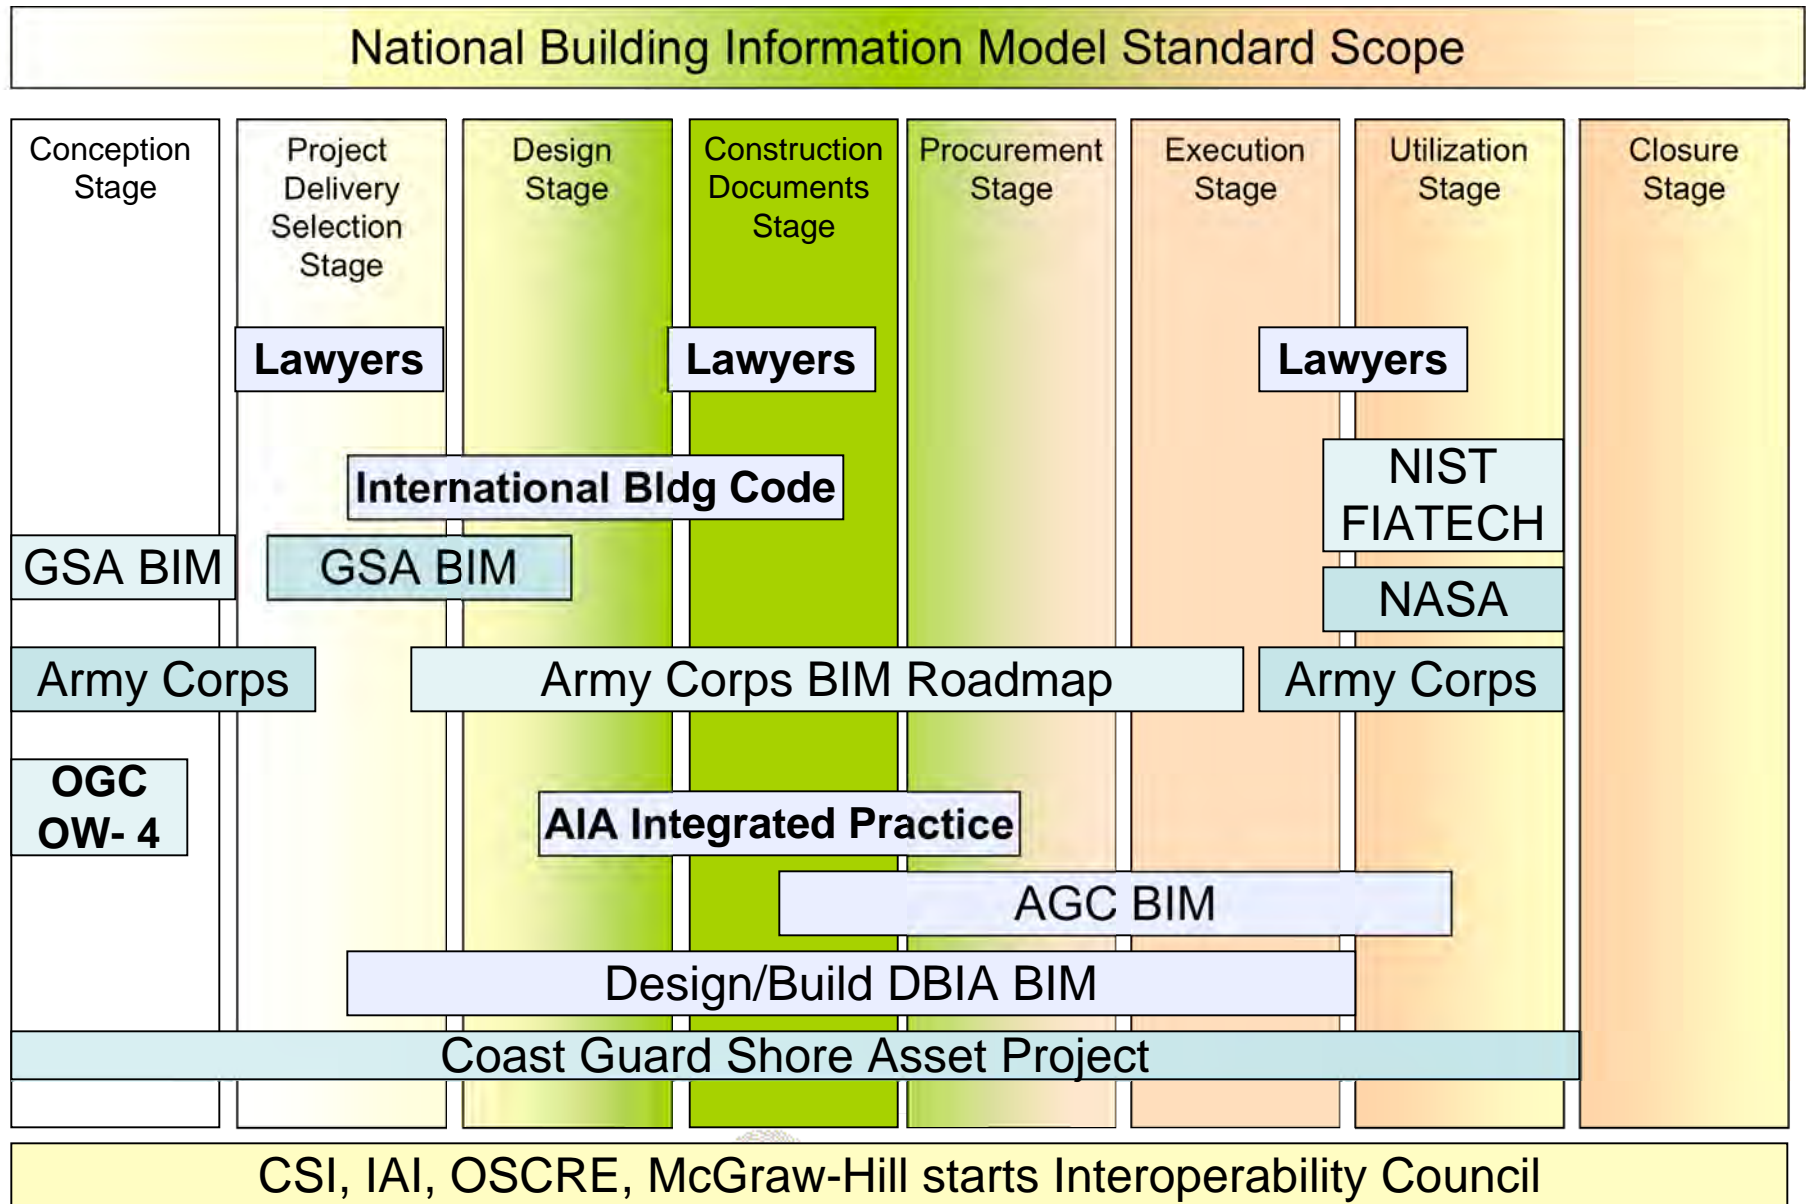 National Building Information Model Standard Scope
Conception
Stage
Project
Delivery
Selection
Stage
Design
Stage
Construction
Documents
Stage
Procurement
Stage
Execution
Stage
Utilization
Stage
Closure
Stage
Lawyers
Lawyers
Lawyers
International Bldg Code
NIST
FIATECH
GSA BIM
GSA BIM
NASA
Army Corps
Army Corps BIM Roadmap
Army Corps
OGC
OW- 4
AIA Integrated Practice
AGC BIM
Design/Build DBIA BIM
Coast Guard Shore Asset Project
CSI, IAI, OSCRE, McGraw-Hill starts Interoperability Council